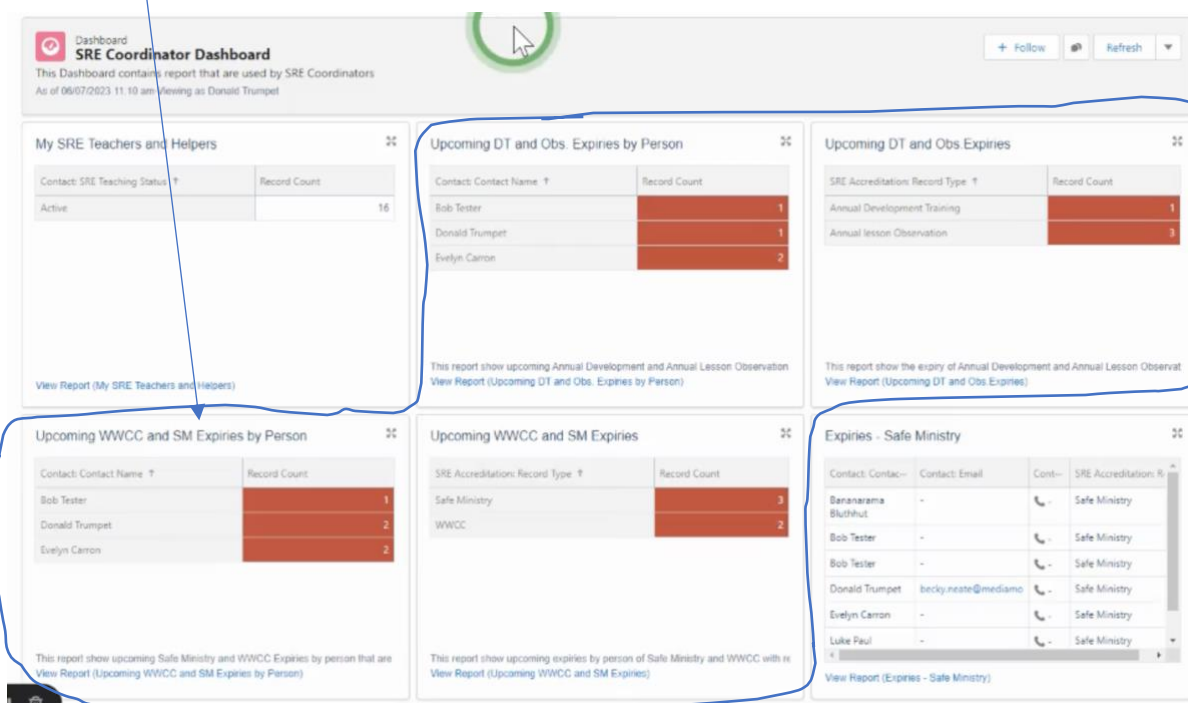 Dashboard
SRE Coordinator Dashboard
This Dashboard contains report that are used by SRE Coordinators
As of 06/07/2023 11.10 am Viewing as Donald Trumpet
+ Follow
Refresh
My SRE Teachers and Helpers
Contact: SRE Teaching Status ↑ Record Count
Active 16
View Report (My SRE Teachers and Helpers)
Upcoming DT and Obs. Expiries by Person
Contact: Contact Name ↑ Record Count
Bob Tester 1
Donald Trumpet 1
Evelyn Carron 2
This report show upcoming Annual Development and Annual Lesson Observation
View Report (Upcoming DT and Obs. Expiries by Person)
Upcoming DT and Obs.Expiries
SRE Accreditation: Record Type ↑ Record Count
Annual Development Training 1
Annual lesson Observation 3
This report show the expiry of Annual Development and Annual Lesson Observat
View Report (Upcoming DT and Obs.Expiries)
Upcoming WWCC and SM Expiries by Person
Contact: Contact Name ↑ Record Count
Bob Tester 1
Donald Trumpet 2
Evelyn Carron 2
This report show upcoming Safe Ministry and WWCC Expiries by person that are
View Report (Upcoming WWCC and SM Expiries by Person)
Upcoming WWCC and SM Expiries
SRE Accreditation: Record Type ↑ Record Count
Safe Ministry 3
WWCC 2
This report show upcoming expiries by person of Safe Ministry and WWCC with re
View Report (Upcoming WWCC and SM Expiries)
Expiries - Safe Ministry
Contact: Contac... Contact: Email Cont... SRE Accreditation: R
Bananarama Bluthhut - - Safe Ministry
Bob Tester - - Safe Ministry
Bob Tester - - Safe Ministry
Donald Trumpet becky.neate@mediamo - Safe Ministry
Evelyn Carron - - Safe Ministry
Luke Paul - - Safe Ministry
View Report (Expiries - Safe Ministry)